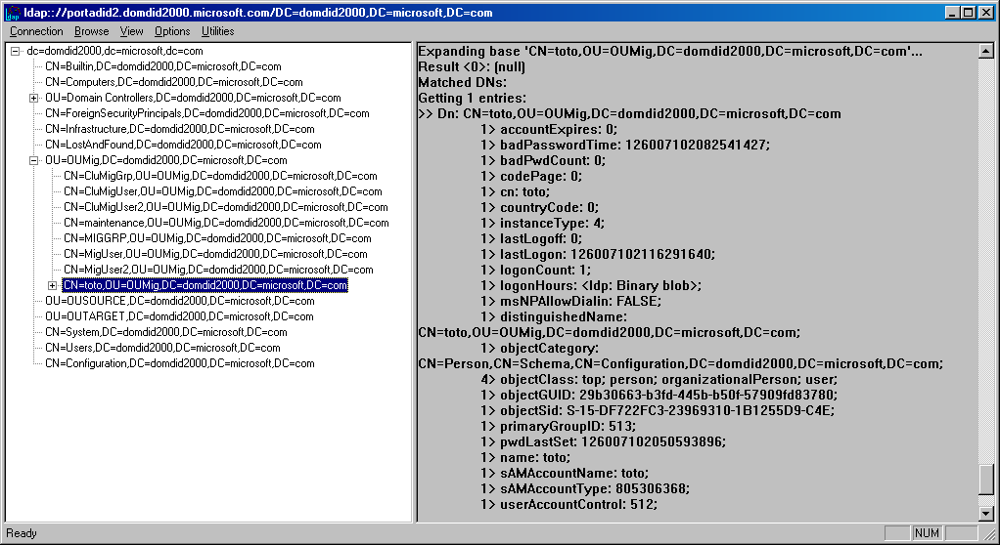 ldap://portadid2.domdid2000.microsoft.com/DC=domdid2000,DC=microsoft,DC=com
Connection Browse View Options Utilities
dc=domdid2000,dc=microsoft,dc=com
CN=Builtin,DC=domdid2000,DC=microsoft,DC=com
CN=Computers,DC=domdid2000,DC=microsoft,DC=com
OU=Domain Controllers,DC=domdid2000,DC=microsoft,DC=com
CN=ForeignSecurityPrincipals,DC=domdid2000,DC=microsoft,DC=com
CN=Infrastructure,DC=domdid2000,DC=microsoft,DC=com
CN=LostAndFound,DC=domdid2000,DC=microsoft,DC=com
OU=OUMig,DC=domdid2000,DC=microsoft,DC=com
CN=CluMigGrp,OU=OUMig,DC=domdid2000,DC=microsoft,DC=com
CN=CluMigUser,OU=OUMig,DC=domdid2000,DC=microsoft,DC=com
CN=CluMigUser2,OU=OUMig,DC=domdid2000,DC=microsoft,DC=com
CN=maintenance,OU=OUMig,DC=domdid2000,DC=microsoft,DC=com
CN=MIGGRP,OU=OUMig,DC=domdid2000,DC=microsoft,DC=com
CN=MigUser,OU=OUMig,DC=domdid2000,DC=microsoft,DC=com
CN=MigUser2,OU=OUMig,DC=domdid2000,DC=microsoft,DC=com
CN=toto,OU=OUMig,DC=domdid2000,DC=microsoft,DC=com
OU=OUSOURCE,DC=domdid2000,DC=microsoft,DC=com
OU=OUTARGET,DC=domdid2000,DC=microsoft,DC=com
CN=System,DC=domdid2000,DC=microsoft,DC=com
CN=Users,DC=domdid2000,DC=microsoft,DC=com
CN=Configuration,DC=domdid2000,DC=microsoft,DC=com
Expanding base 'CN=toto,OU=OUMig,DC=domdid2000,DC=microsoft,DC=com'...
Result <0>: (null)
Matched DNs:
Getting 1 entries:
>> Dn: CN=toto,OU=OUMig,DC=domdid2000,DC=microsoft,DC=com
1> accountExpires: 0;
1> badPasswordTime: 126007102082541427;
1> badPwdCount: 0;
1> codePage: 0;
1> cn: toto;
1> countryCode: 0;
1> instanceType: 4;
1> lastLogoff: 0;
1> lastLogon: 126007102116291640;
1> logonCount: 1;
1> logonHours: <ldp: Binary blob>;
1> msNPAllowDialin: FALSE;
1> distinguishedName:
CN=toto,OU=OUMig,DC=domdid2000,DC=microsoft,DC=com;
1> objectCategory:
CN=Person,CN=Schema,CN=Configuration,DC=domdid2000,DC=microsoft,DC=com;
4> objectClass: top; person; organizationalPerson; user;
1> objectGUID: 29b30663-b3fd-445b-b50f-57909fd83780;
1> objectSid: S-15-DF722FC3-23969310-1B1255D9-C4E;
1> primaryGroupID: 513;
1> pwdLastSet: 126007102050593896;
1> name: toto;
1> sAMAccountName: toto;
1> sAMAccountType: 805306368;
1> userAccountControl: 512;
Ready
NUM